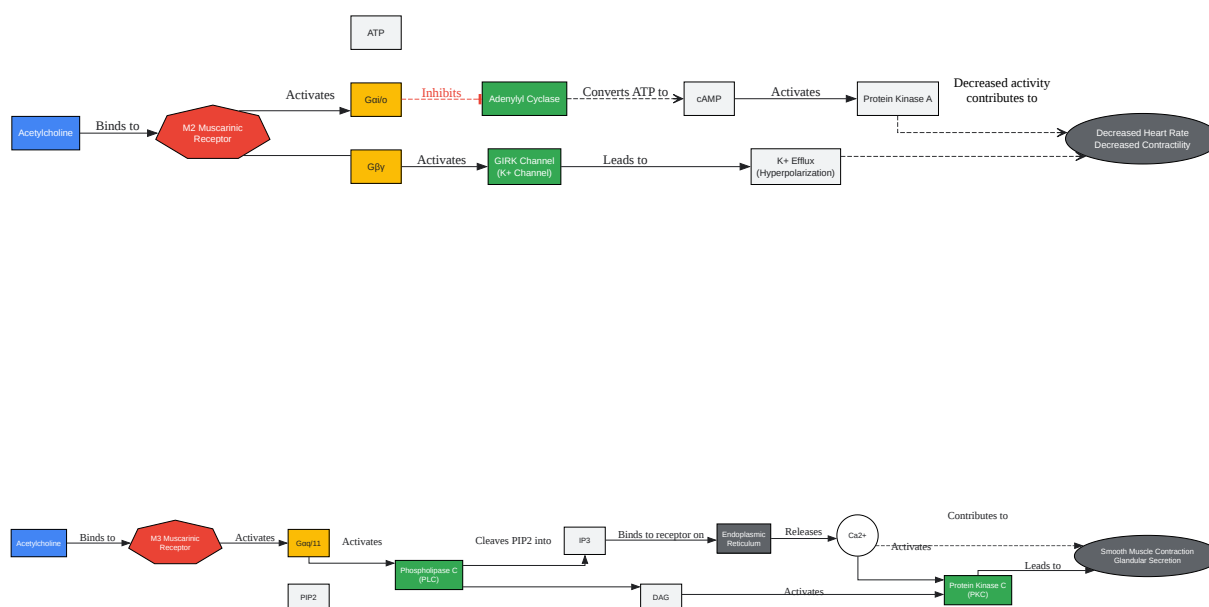 ATP
Activates
Gαi/o
Inhibits
Adenylyl Cyclase
Converts ATP to
cAMP
Activates
Protein Kinase A
Decreased activity
contributes to
Acetylcholine
Binds to
M2 Muscarinic
Receptor
Decreased Heart Rate
Decreased Contractility
Gβγ
Activates
GIRK Channel
(K+ Channel)
Leads to
K+ Efflux
(Hyperpolarization)
Acetylcholine
Binds to
M3 Muscarinic
Receptor
Activates
Gαq/11
Activates
Phospholipase C
(PLC)
Cleaves PIP2 into
IP3
Binds to receptor on
Endoplasmic
Reticulum
Releases
Ca2+
Contributes to
Activates
Smooth Muscle Contraction
Glandular Secretion
Leads to
PIP2
DAG
Activates
Protein Kinase C
(PKC)